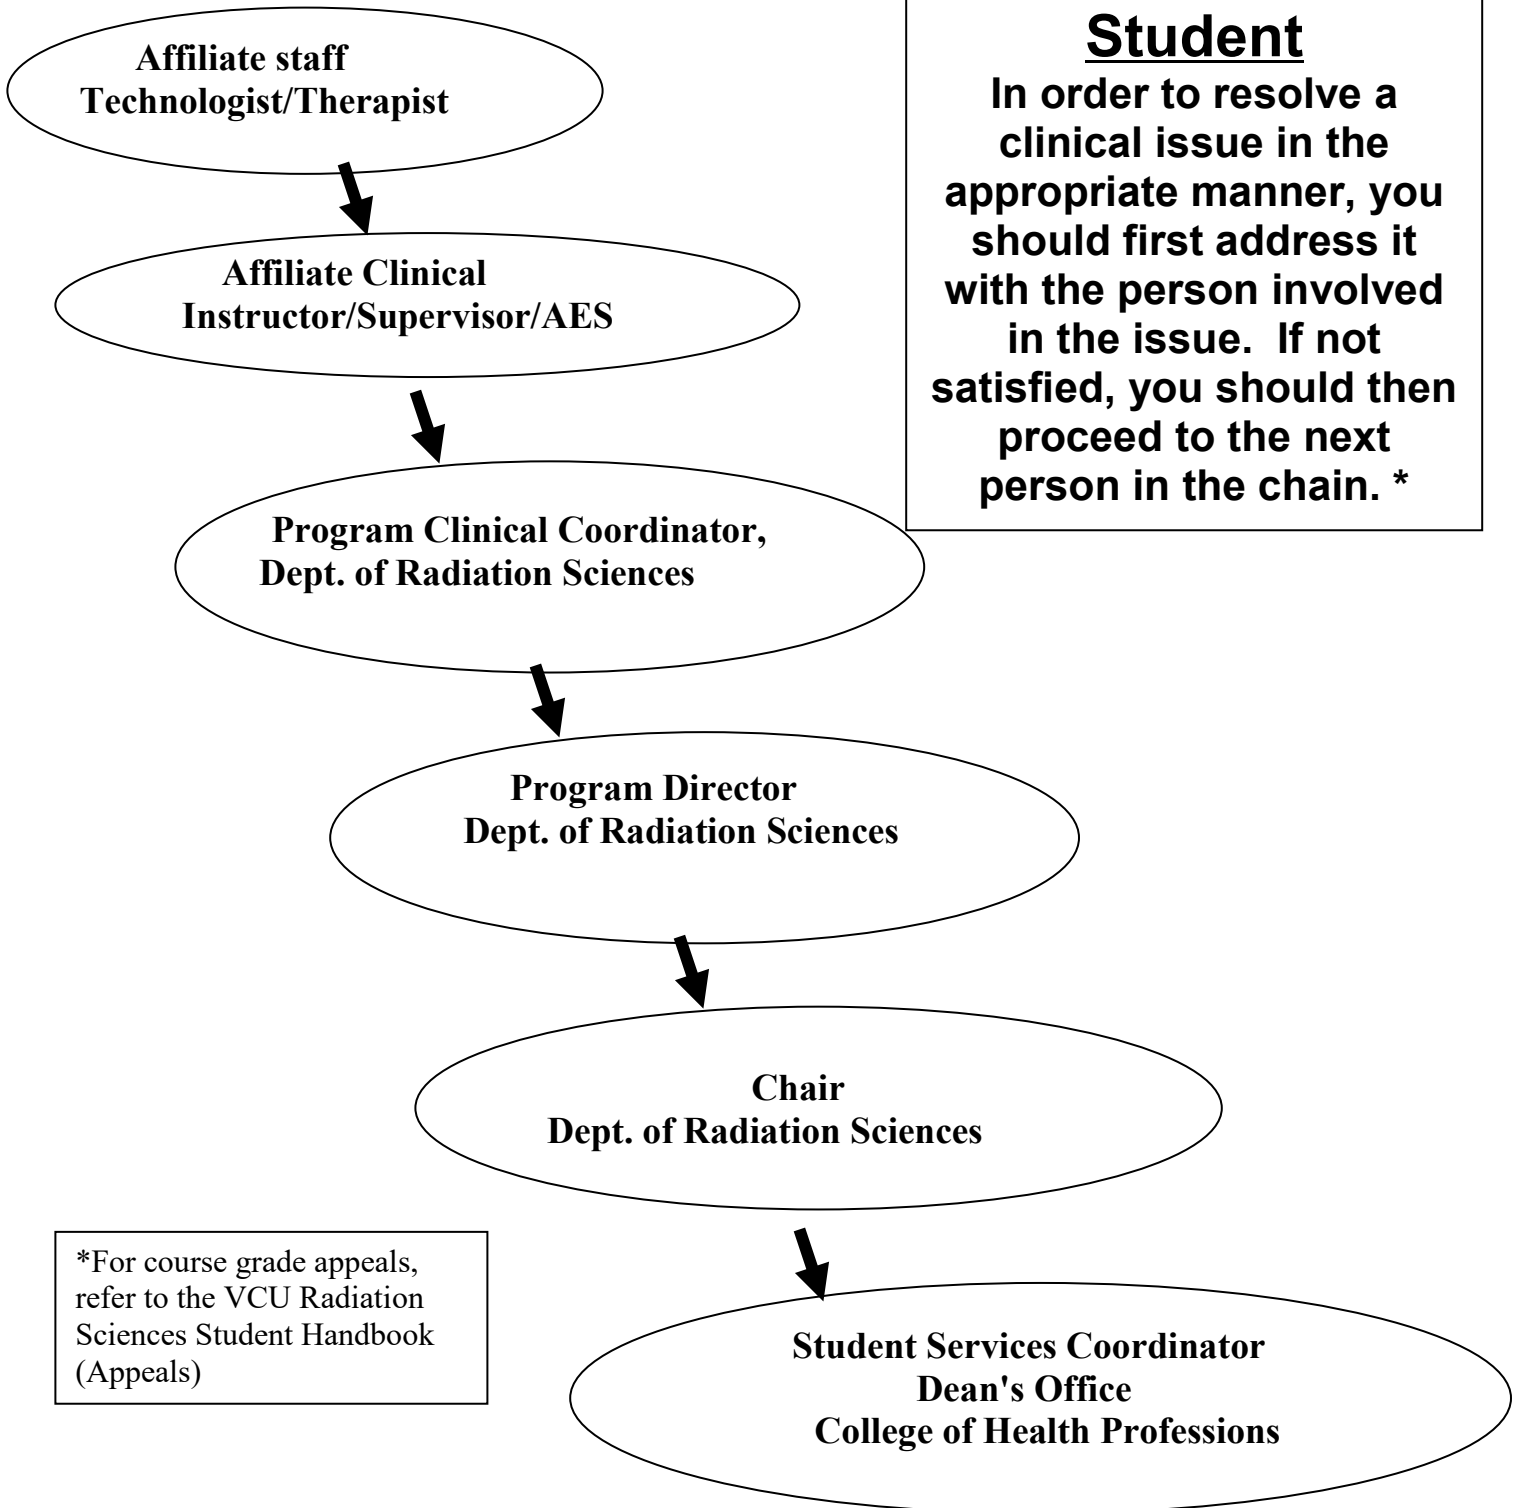 Affiliate staff
Technologist/Therapist
Student
In order to resolve a
clinical issue in the
appropriate manner, you
should first address it
with the person involved
in the issue.  If not
satisfied, you should then
proceed to the next
person in the chain. *
Affiliate Clinical
Instructor/Supervisor/AES
Program Clinical Coordinator,
Dept. of Radiation Sciences
Program Director
Dept. of Radiation Sciences
Chair
Dept. of Radiation Sciences
*For course grade appeals,
refer to the VCU Radiation
Sciences Student Handbook
(Appeals)
Student Services Coordinator
Dean's Office
College of Health Professions